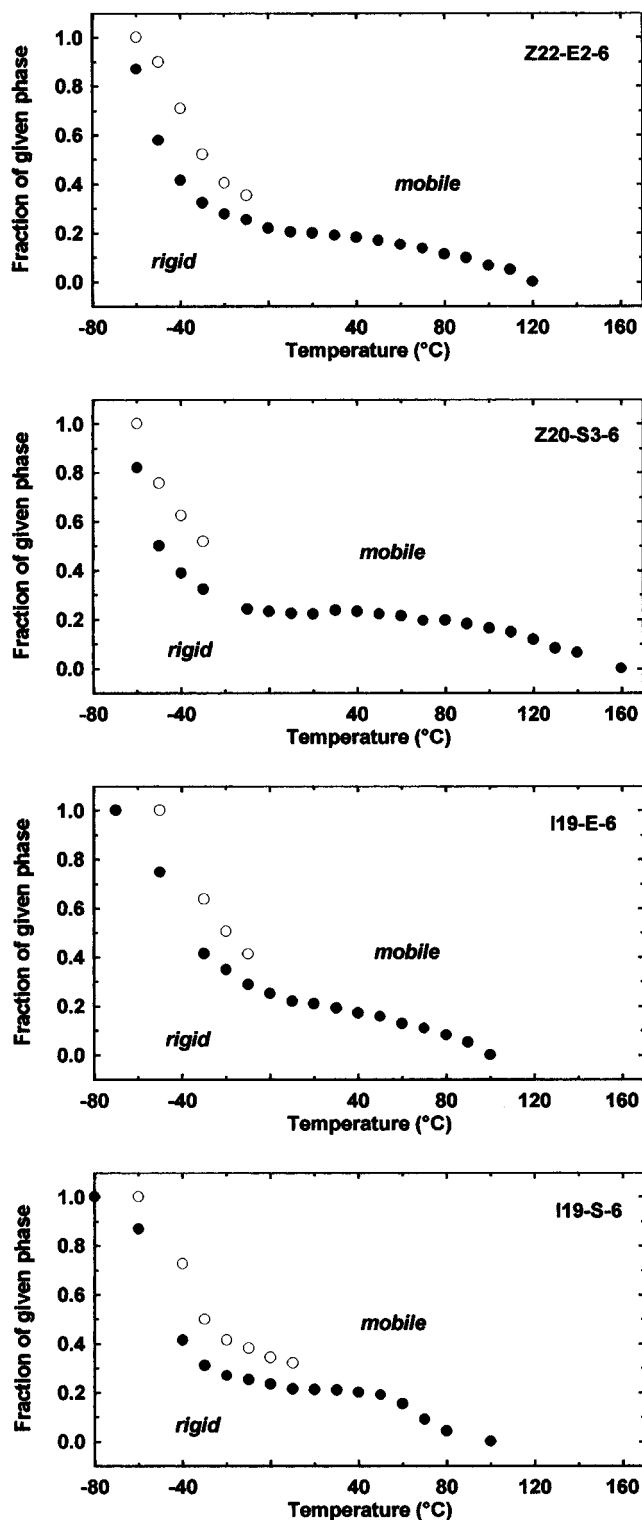 Z22-E2-6
Fraction of given phase
1.0
0.8
0.6
0.4
0.2
0.0
mobile
rigid
-80 -40 0 40 80 120 160
Temperature (°C)
Z20-S3-6
Fraction of given phase
1.0
0.8
0.6
0.4
0.2
0.0
mobile
rigid
-80 -40 0 40 80 120 160
Temperature (°C)
I19-E-6
Fraction of given phase
1.0
0.8
0.6
0.4
0.2
0.0
mobile
rigid
-80 -40 0 40 80 120 160
Temperature (°C)
I19-S-6
Fraction of given phase
1.0
0.8
0.6
0.4
0.2
0.0
mobile
rigid
-80 -40 0 40 80 120 160
Temperature (°C)